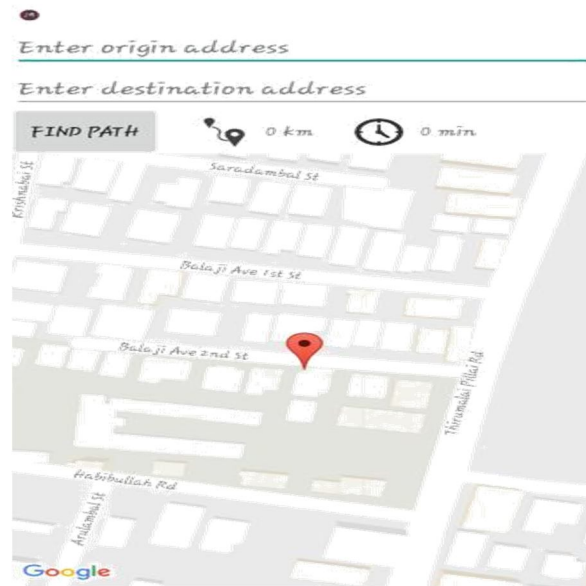 Enter origin address
Enter destination address
FIND PATH
0 km
0 min
Saradambal St
Krishnabai St
Balaji Ave 1st St
Balaji Ave 2nd St
Thirumalai Pillai Rd
Habibullah Rd
Arulambal St
Google